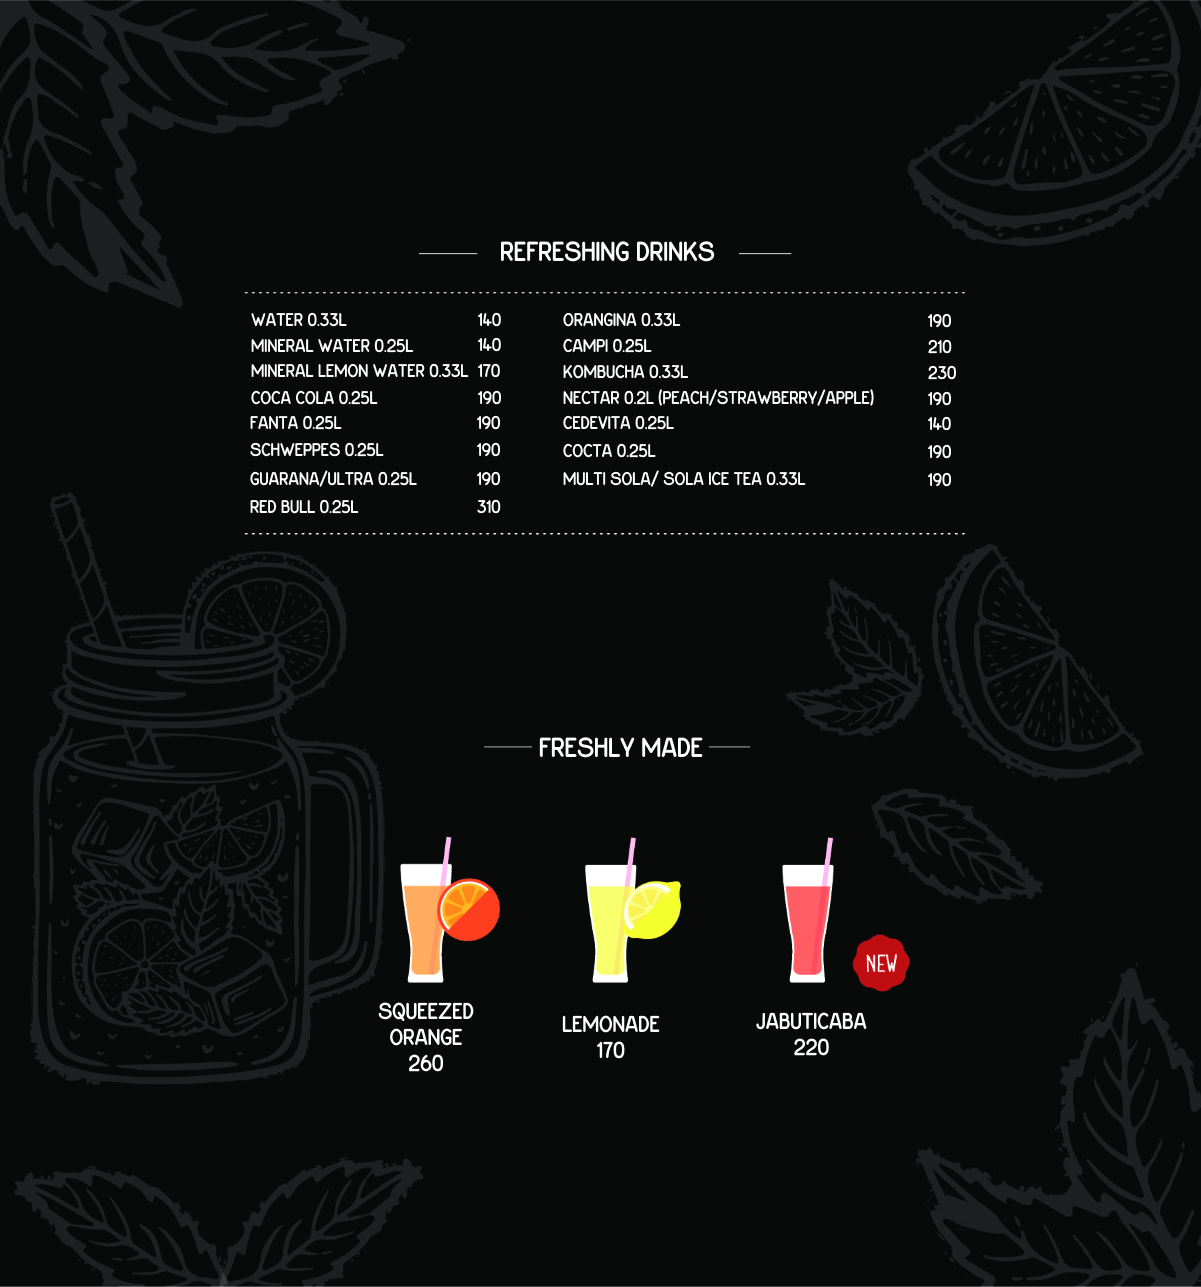 REFRESHING DRINKS
WATER 0.33L 140
MINERAL WATER 0.25L 140
MINERAL LEMON WATER 0.33L 170
COCA COLA 0.25L 190
FANTA 0.25L 190
SCHWEPPES 0.25L 190
GUARANA/ULTRA 0.25L 190
RED BULL 0.25L 310
ORANGINA 0.33L 190
CAMPI 0.25L 210
KOMBUCHA 0.33L 230
NECTAR 0.2L (PEACH/STRAWBERRY/APPLE) 190
CEDEVITA 0.25L 140
COCTA 0.25L 190
MULTI SOLA/ SOLA ICE TEA 0.33L 190
FRESHLY MADE
SQUEEZED
ORANGE
260
LEMONADE
170
NEW
JABUTICABA
220